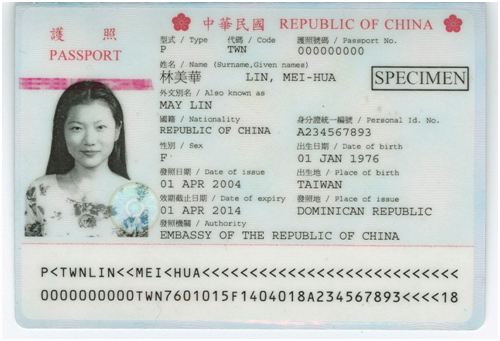 護照 中華民國 REPUBLIC OF CHINA
PASSPORT
型式 / Type 代碼 / Code 護照號碼 / Passport No.
P TWN 000000000
姓名 / Name (Surname,Given names)
林美華 LIN, MEI-HUA
SPECIMEN
外文別名 / Also known as
MAY LIN
國籍 / Nationality 身分證統一編號 / Personal Id. No.
REPUBLIC OF CHINA A234567893
性別 / Sex 出生日期 / Date of birth
F 01 JAN 1976
發照日期 / Date of issue 出生地 / Place of birth
01 APR 2004 TAIWAN
效期截止日期 / Date of expiry 發照地 / Place of issue
01 APR 2014 DOMINICAN REPUBLIC
發照機關 / Authority
EMBASSY OF THE REPUBLIC OF CHINA
P<TWNLIN<<MEI<HUA<<<<<<<<<<<<<<<<<<<<<<<<<<<
0000000000TWN7601015F1404018A234567893<<<<18